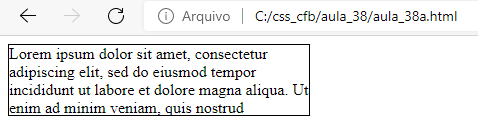 Arquivo C:/css_cfb/aula_38/aula_38a.html
Lorem ipsum dolor sit amet, consectetur
adipiscing elit, sed do eiusmod tempor
incididunt ut labore et dolore magna aliqua. Ut
enim ad minim veniam, quis nostrud